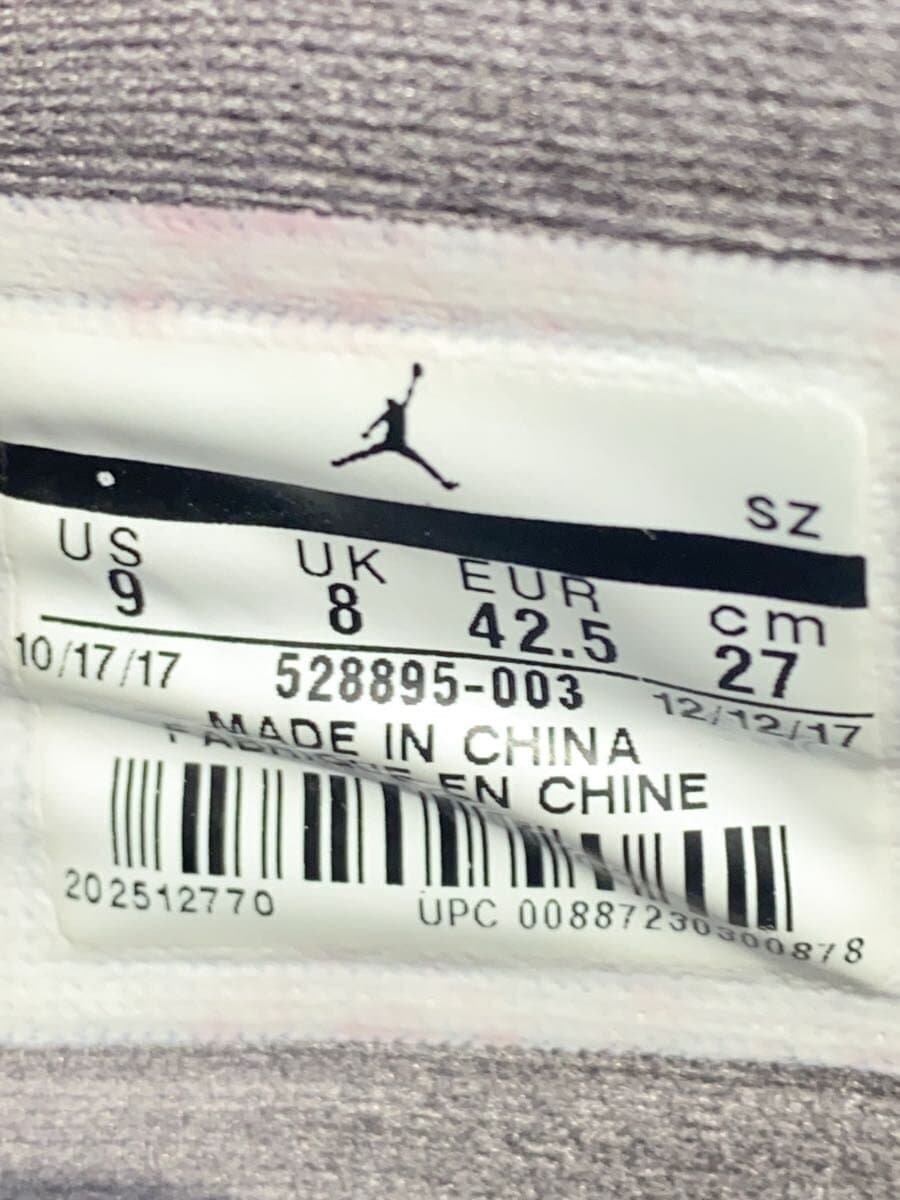 SZ
US UK EUR cm
9 8 42.5 27
10/17/17 528895-003 12/12/17
MADE IN CHINA
FABRIQUE EN CHINE
202512770 UPC 00887230300878